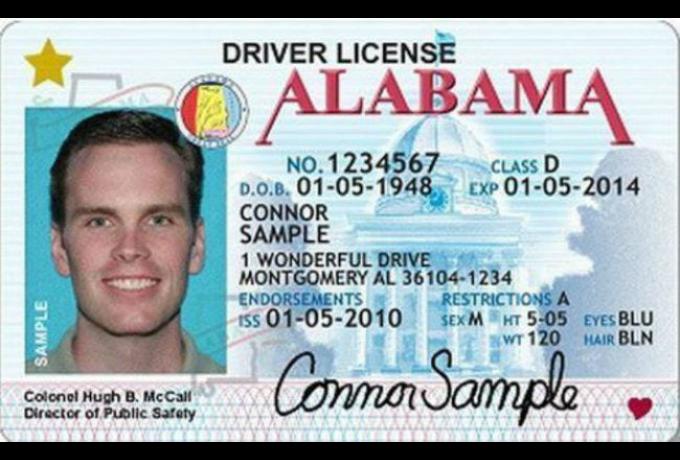 DRIVER LICENSE
ALABAMA
NO. 1234567 CLASS D
D.O.B. 01-05-1948 EXP 01-05-2014
CONNOR
SAMPLE
1 WONDERFUL DRIVE
MONTGOMERY AL 36104-1234
ENDORSEMENTS RESTRICTIONS A
ISS 01-05-2010 SEX M HT 5-05 EYES BLU
WT 120 HAIR BLN
SAMPLE
Connor Sample
Colonel Hugh B. McCall
Director of Public Safety